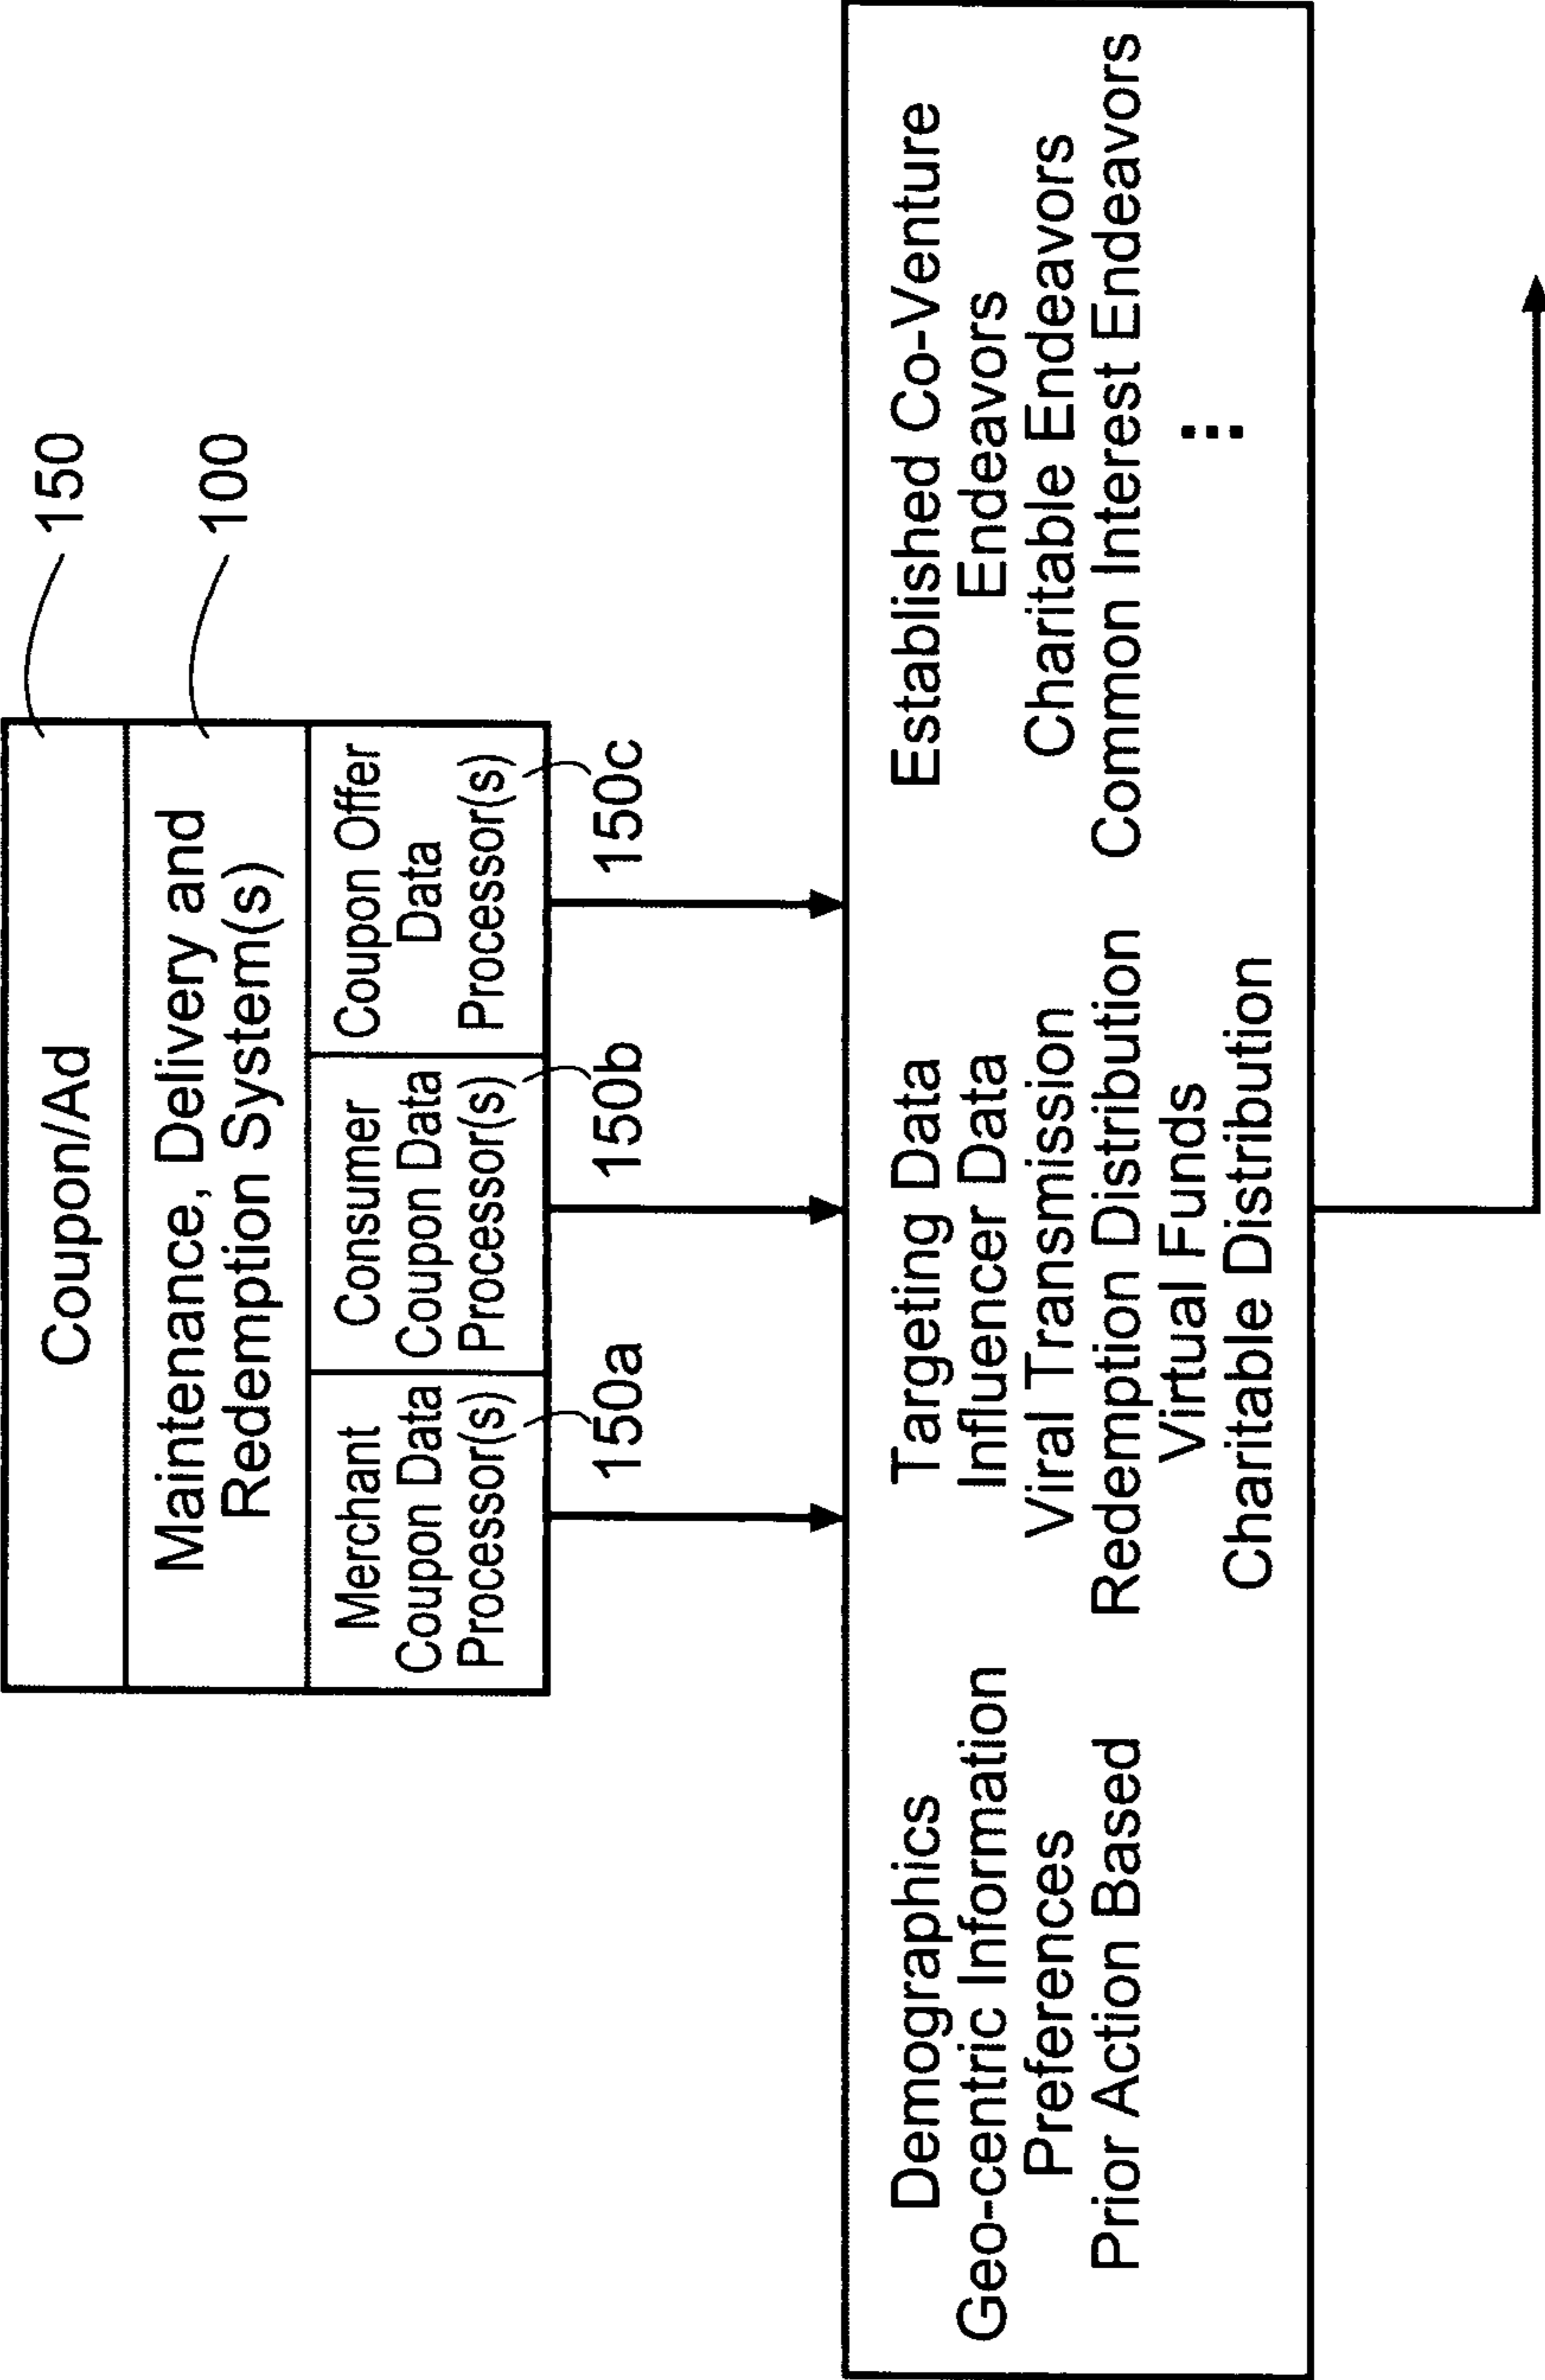 150
Coupon/Ad
100
Maintenance, Delivery and
Redemption System(s)
Merchant
Coupon Data
Processor(s)
Consumer
Coupon Data
Processor(s)
Coupon Offer
Data
Processor(s)
150a
150b
150c
Demographics
Geo-centric Information
Preferences
Prior Action Based
Targeting Data
Influencer Data
Viral Transmission
Redemption Distribution
Virtual Funds
Charitable Distribution
Established Co-Venture
Endeavors
Charitable Endeavors
Common Interest Endeavors
⋮